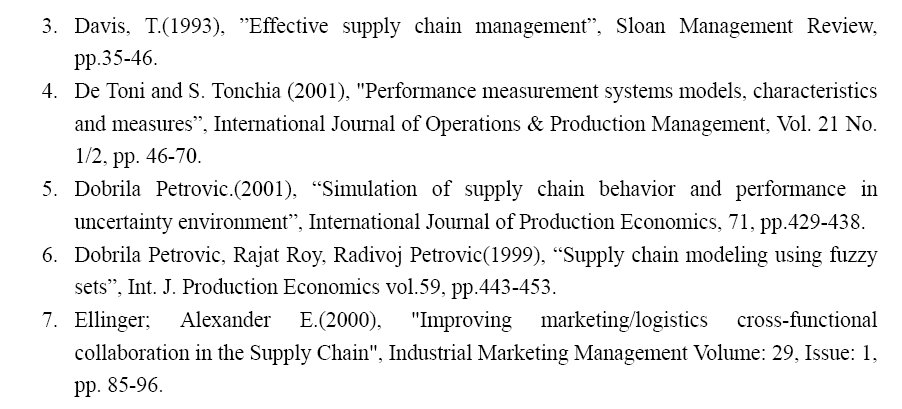 3. Davis, T.(1993), ”Effective supply chain management”, Sloan Management Review,
pp.35-46.
4. De Toni and S. Tonchia (2001), "Performance measurement systems models, characteristics
and measures”, International Journal of Operations & Production Management, Vol. 21 No.
1/2, pp. 46-70.
5. Dobrila Petrovic.(2001), “Simulation of supply chain behavior and performance in
uncertainty environment”, International Journal of Production Economics, 71, pp.429-438.
6. Dobrila Petrovic, Rajat Roy, Radivoj Petrovic(1999), “Supply chain modeling using fuzzy
sets”, Int. J. Production Economics vol.59, pp.443-453.
7. Ellinger; Alexander E.(2000), "Improving marketing/logistics cross-functional
collaboration in the Supply Chain", Industrial Marketing Management Volume: 29, Issue: 1,
pp. 85-96.